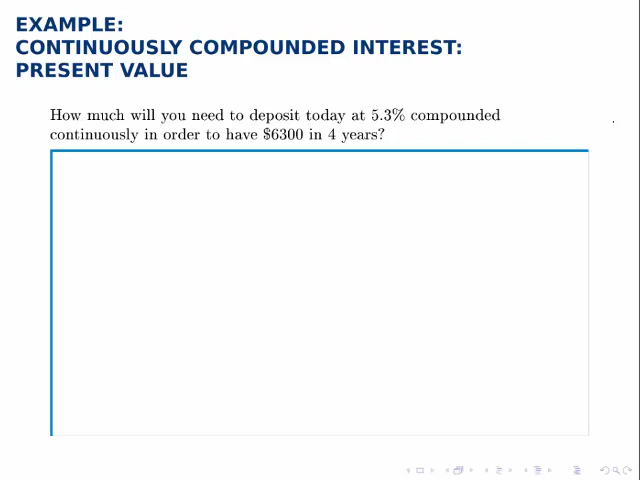 EXAMPLE:
CONTINUOUSLY COMPOUNDED INTEREST:
PRESENT VALUE
How much will you need to deposit today at 5.3% compounded
continuously in order to have $6300 in 4 years?